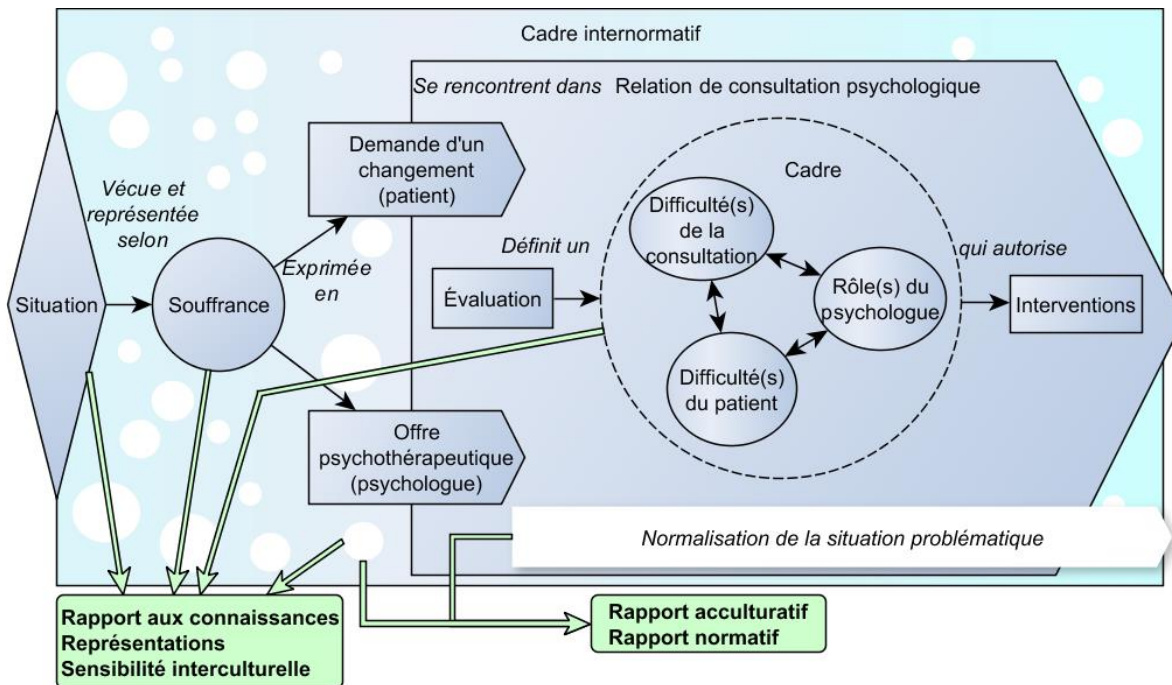 Cadre internormatif
Se rencontrent dans Relation de consultation psychologique
Demande d'un
changement
(patient)
Vécue et
représentée
selon
Situation
Souffrance
Exprimée
en
Offre
psychothérapeutique
(psychologue)
Définit un
Évaluation
Cadre
Difficulté(s)
de la
consultation
Rôle(s) du
psychologue
Difficulté(s)
du patient
qui autorise
Interventions
Normalisation de la situation problématique
Rapport aux connaissances
Représentations
Sensibilité interculturelle
Rapport acculturatif
Rapport normatif